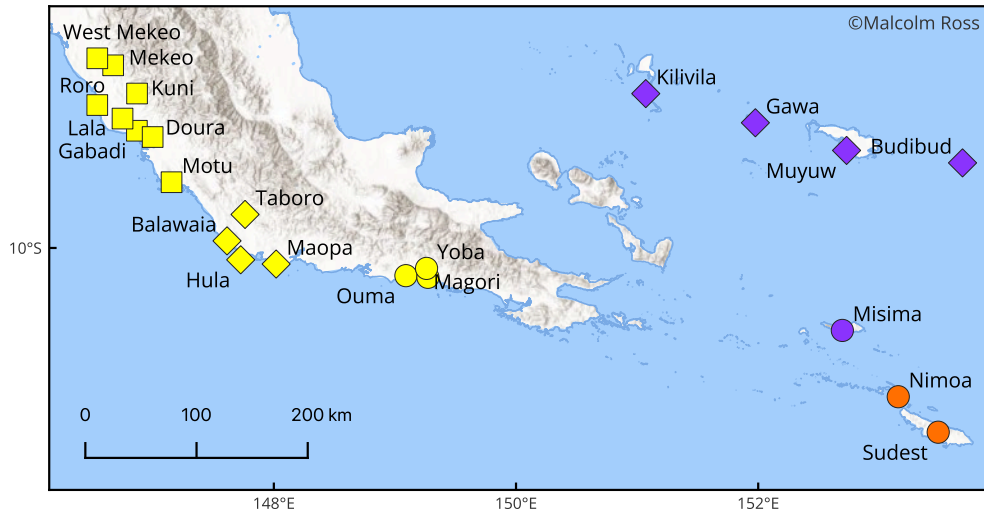 ©Malcolm Ross
West Mekeo
Mekeo
Kilivila
Roro
Kuni
Gawa
Lala
Doura
Budibud
Gabadi
Motu
Muyuw
Taboro
Balawaia
10°S
Maopa
Yoba
Hula
Magori
Ouma
Misima
Nimoa
0 100 200 km
Sudest
148°E 150°E 152°E